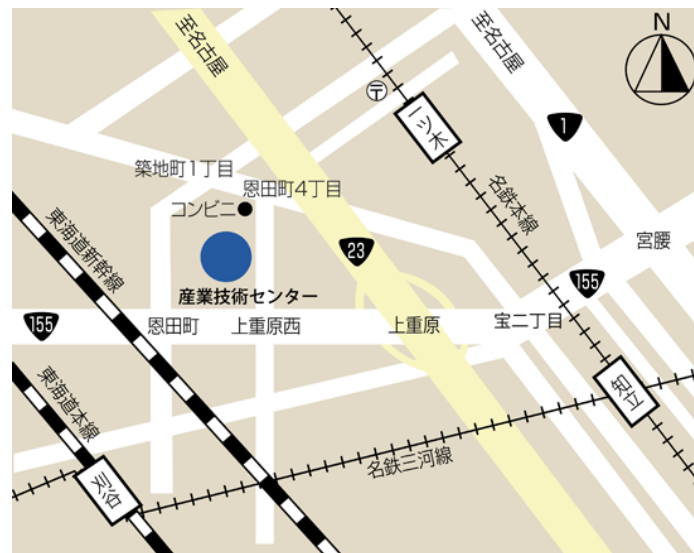 至名古屋
至名古屋
N
〒
一ツ木
1
築地町1丁目
恩田町4丁目
コンビニ
名鉄本線
東海道新幹線
23
宮腰
155
産業技術センター
155
恩田町
上重原西
上重原
宝二丁目
東海道本線
知立
名鉄三河線
刈谷